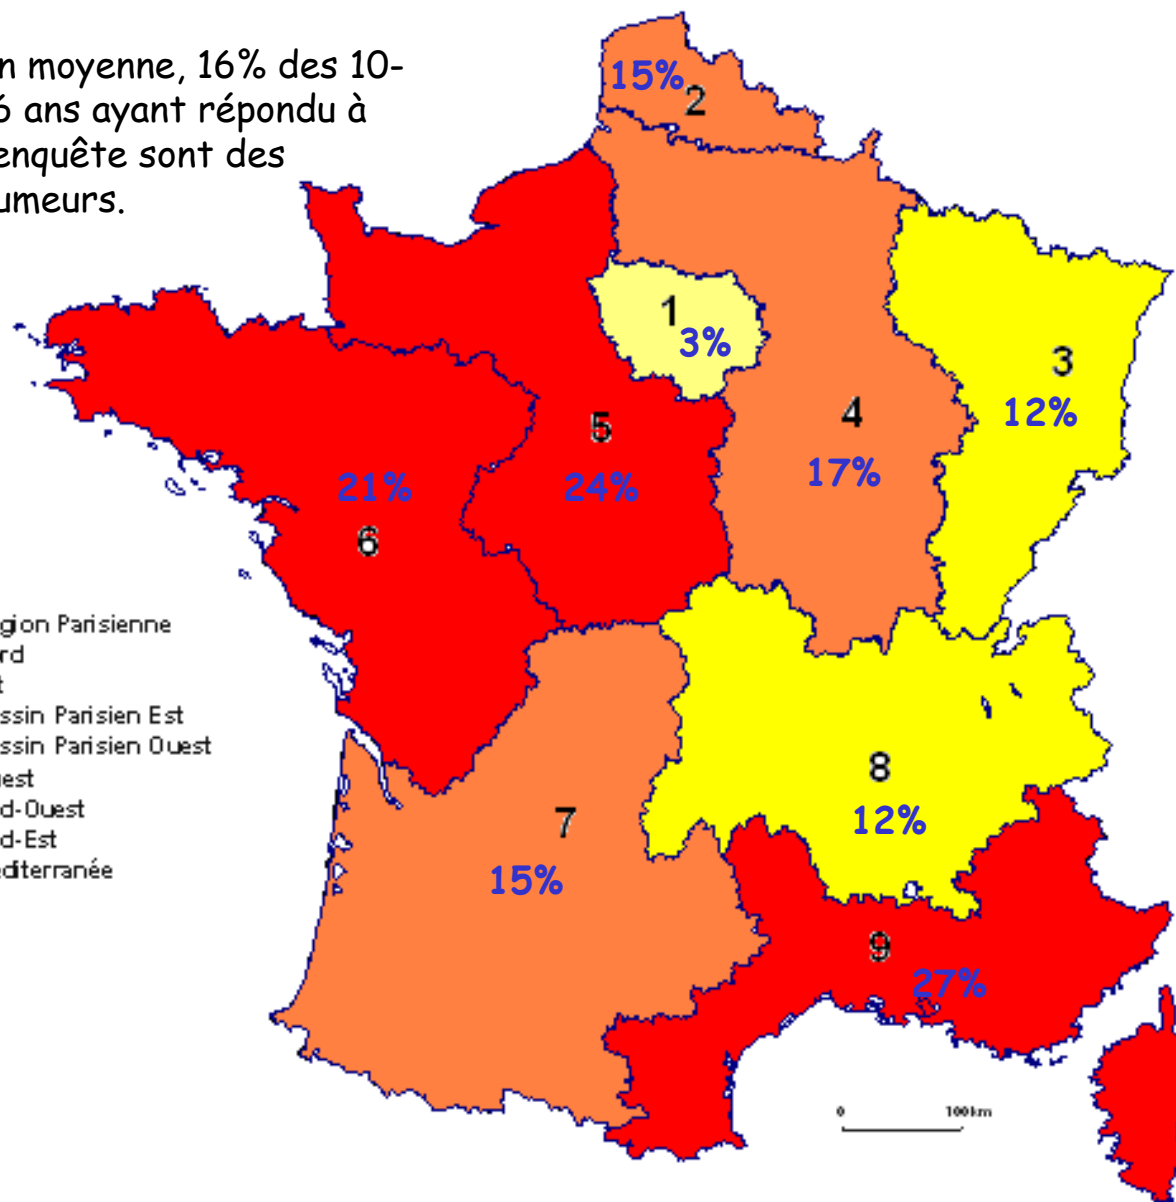 n moyenne, 16% des 10-
6 ans ayant répondu à
enquête sont des
umeurs.
15%
2
1
3%
3
12%
5
24%
4
17%
21%
6
gion Parisienne
rd
t
ssin Parisien Est
ssin Parisien Ouest
est
d-Ouest
d-Est
éditerranée
8
12%
7
15%
9
27%
0 100km